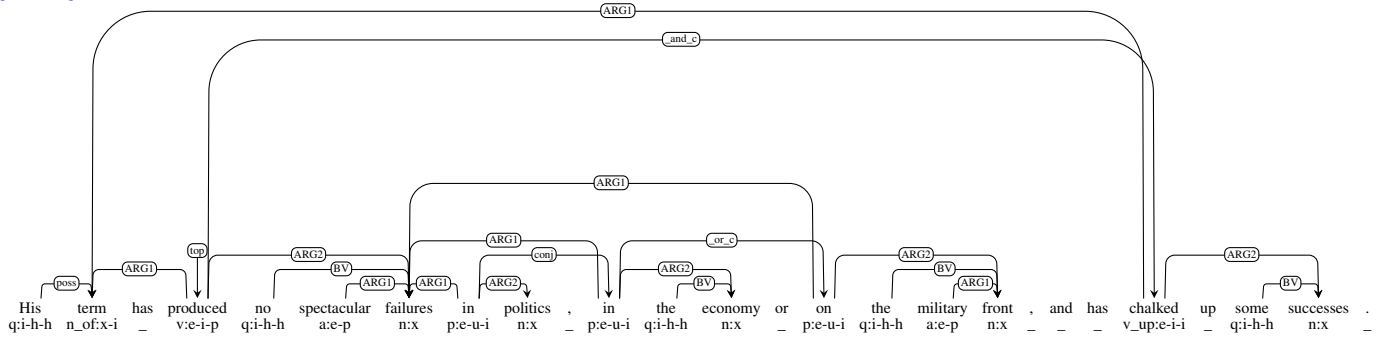 ARG1
_and_c
ARG1
ARG1 _or_c
top ARG2 conj ARG2 ARG2
ARG1 BV ARG2 BV
poss ARG1 ARG1 ARG2 BV ARG1 BV
His term has produced no spectacular failures in politics , in the economy or on the military front , and has chalked up some successes .
q:i-h-h n_of:x-i _ v:e-i-p q:i-h-h a:e-p n:x p:e-u-i n:x _ p:e-u-i q:i-h-h n:x _ p:e-u-i q:i-h-h a:e-p n:x _ _ _ v_up:e-i-i _ q:i-h-h n:x _